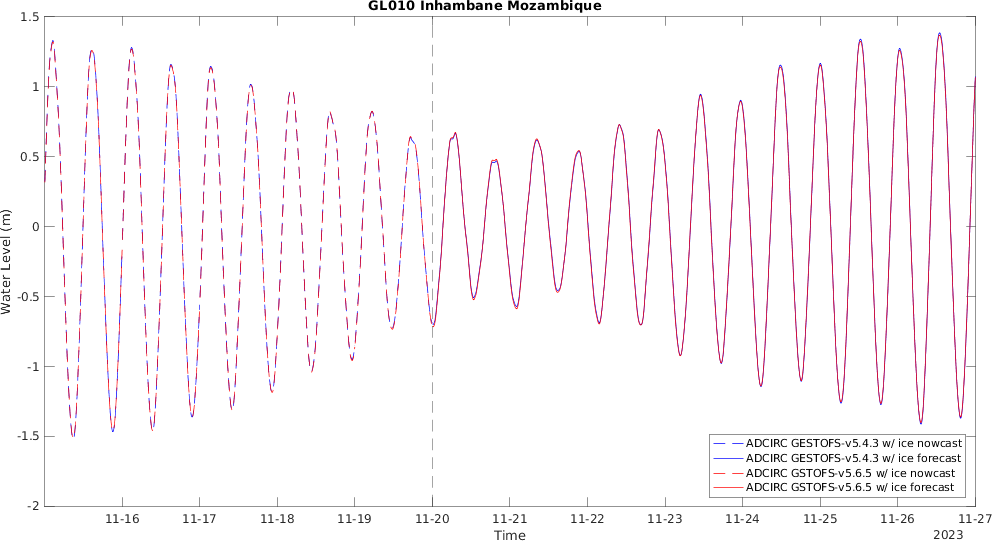 GL010 Inhambane Mozambique
1.5
1
0.5
0
-0.5
-1
-1.5
-2
Water Level (m)
ADCIRC GESTOFS-v5.4.3 w/ ice nowcast
ADCIRC GESTOFS-v5.4.3 w/ ice forecast
ADCIRC GSTOFS-v5.6.5 w/ ice nowcast
ADCIRC GSTOFS-v5.6.5 w/ ice forecast
11-16 11-17 11-18 11-19 11-20 11-21 11-22 11-23 11-24 11-25 11-26 11-27
Time
2023